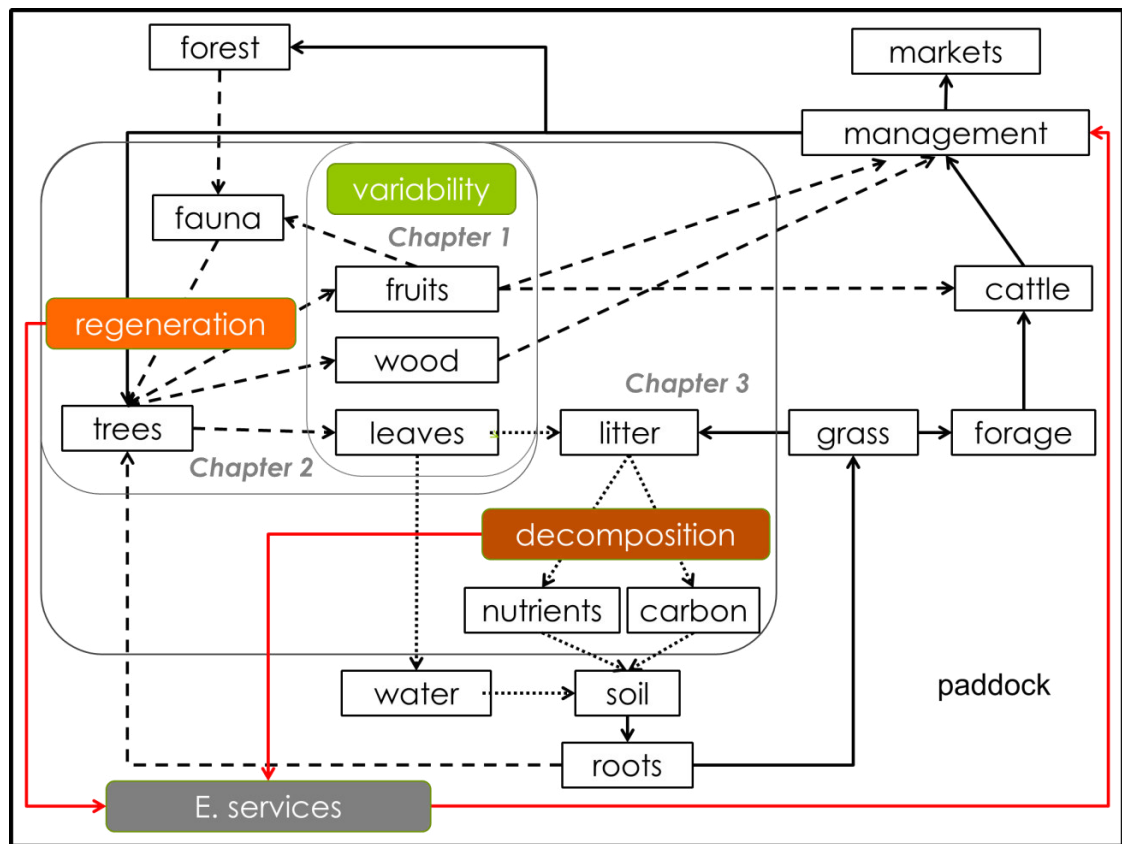 forest
markets
management
variability
fauna
Chapter 1
fruits
cattle
regeneration
wood
Chapter 3
trees
leaves
litter
grass
forage
Chapter 2
decomposition
nutrients
carbon
water
soil
paddock
roots
E. services